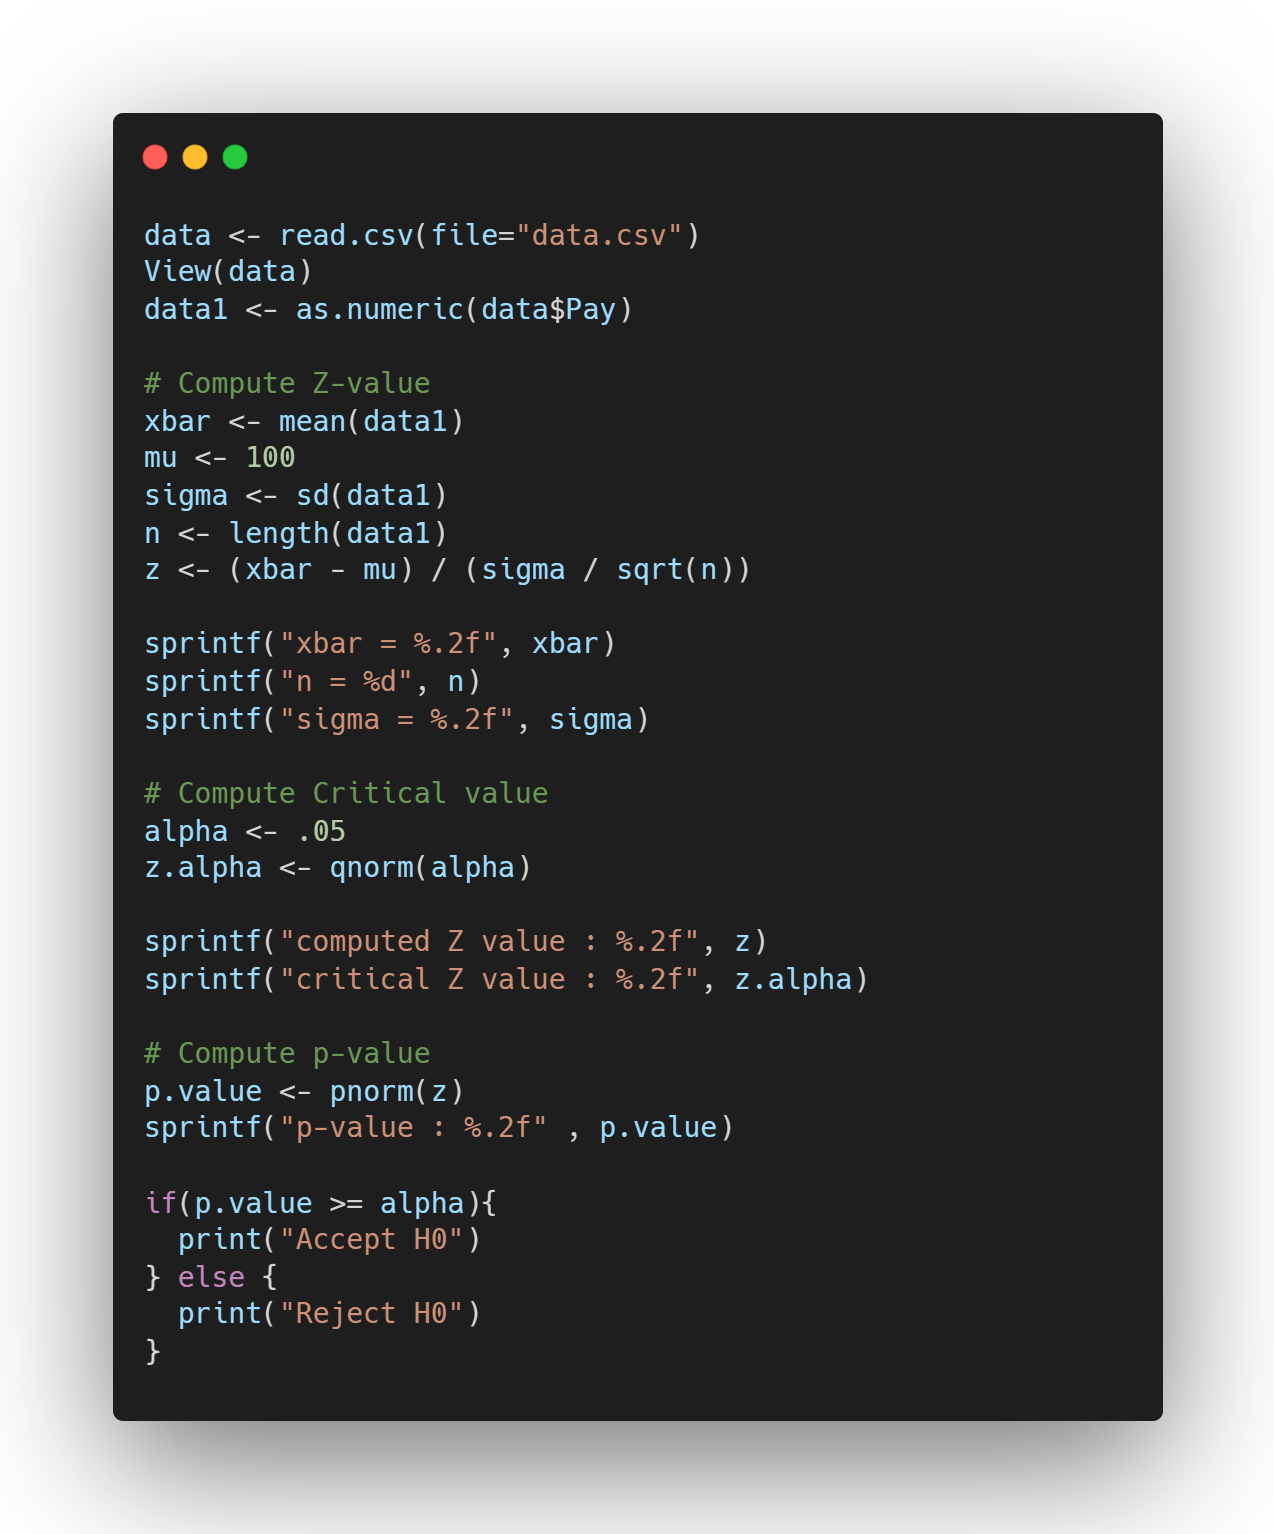 data <- read.csv(file="data.csv")
View(data)
data1 <- as.numeric(data$Pay)

# Compute Z-value
xbar <- mean(data1)
mu <- 100
sigma <- sd(data1)
n <- length(data1)
z <- (xbar - mu) / (sigma / sqrt(n))

sprintf("xbar = %.2f", xbar)
sprintf("n = %d", n)
sprintf("sigma = %.2f", sigma)

# Compute Critical value
alpha <- .05
z.alpha <- qnorm(alpha)

sprintf("computed Z value : %.2f", z)
sprintf("critical Z value : %.2f", z.alpha)

# Compute p-value
p.value <- pnorm(z)
sprintf("p-value : %.2f" , p.value)

if(p.value >= alpha){
  print("Accept H0")
} else {
  print("Reject H0")
}